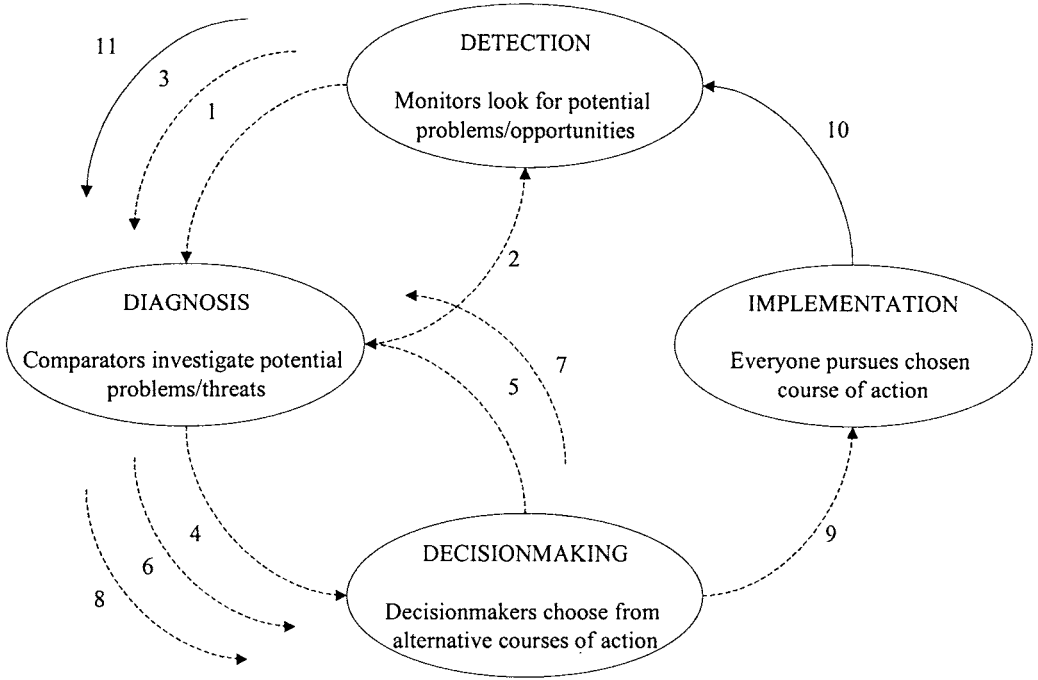 DETECTION
Monitors look for potential
problems/opportunities
11
3
1
10
2
DIAGNOSIS
Comparators investigate potential
problems/threats
IMPLEMENTATION
Everyone pursues chosen
course of action
7
5
4
6
8
9
DECISIONMAKING
Decisionmakers choose from
alternative courses of action